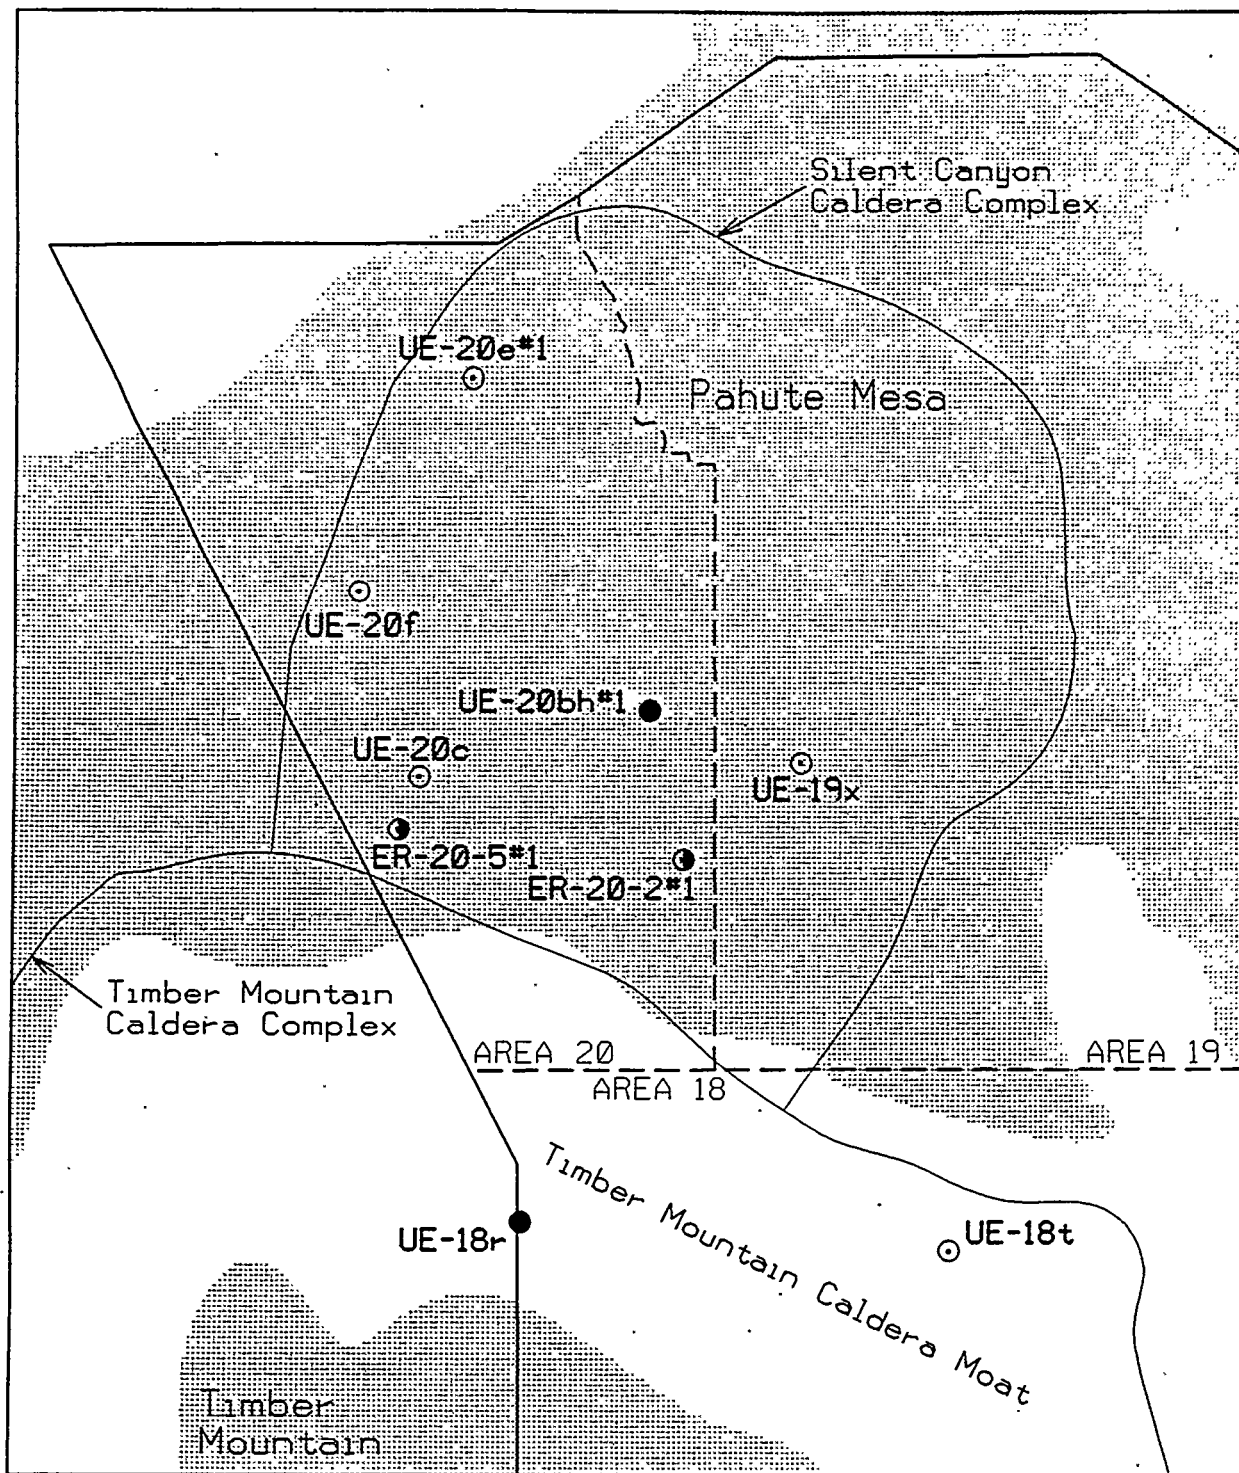 Silent Canyon
Caldera Complex
UE-20e#1
Pahute Mesa
UE-20f
UE-20bh#1
UE-20c
UE-19x
ER-20-5#1
ER-20-2#1
Timber Mountain
Caldera Complex
AREA 20
AREA 19
AREA 18
Timber Mountain Caldera Moat
UE-18r
UE-18t
Timber
Mountain